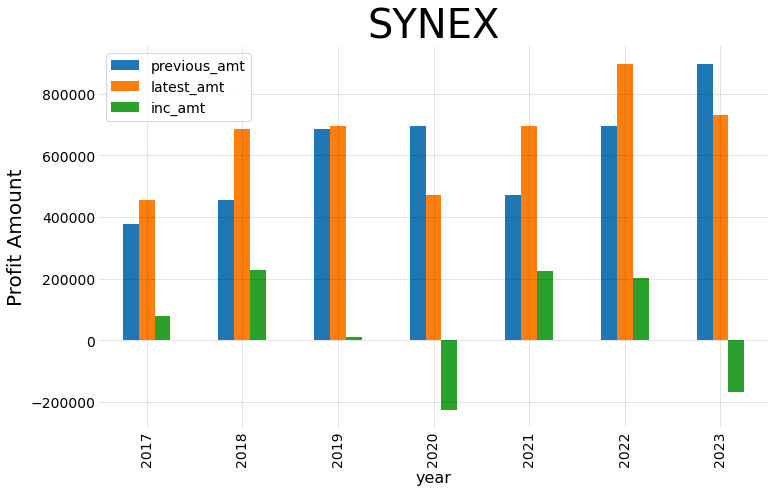 SYNEX
previous_amt
latest_amt
inc_amt
Profit Amount
800000
600000
400000
200000
0
−200000
2017 2018 2019 2020 2021 2022 2023
year